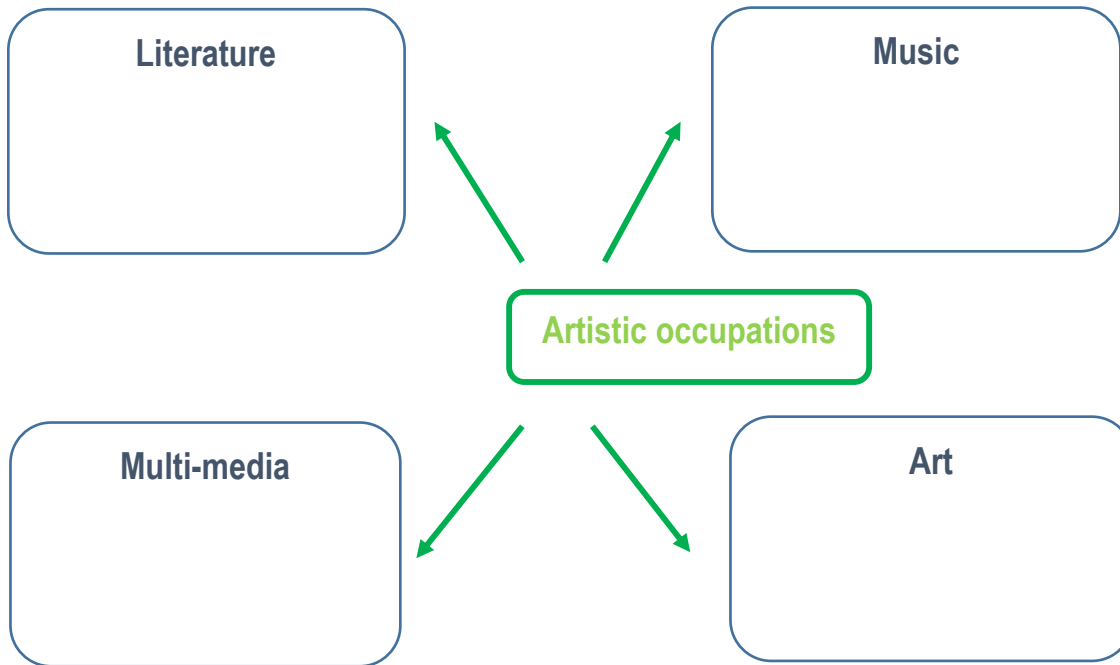 Literature
Music
Artistic occupations
Multi-media
Art